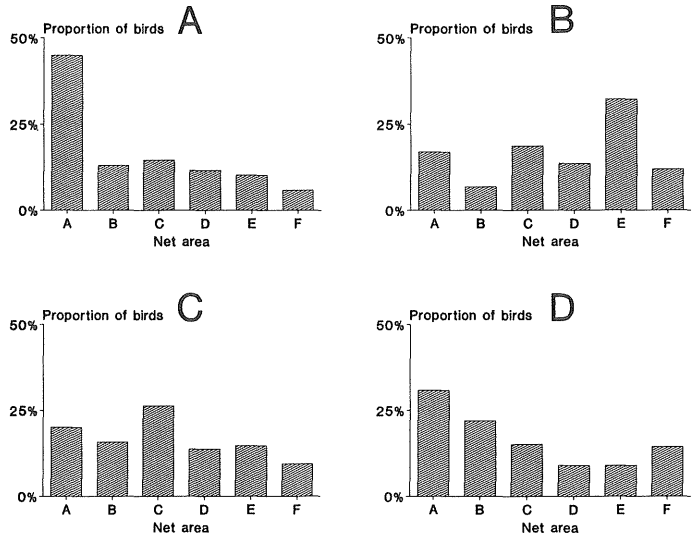 Proportion of birds A
50%
25%
0%
A B C D E F
Net area
Proportion of birds B
50%
25%
0%
A B C D E F
Net area
Proportion of birds C
50%
25%
0%
A B C D E F
Net area
Proportion of birds D
50%
25%
0%
A B C D E F
Net area